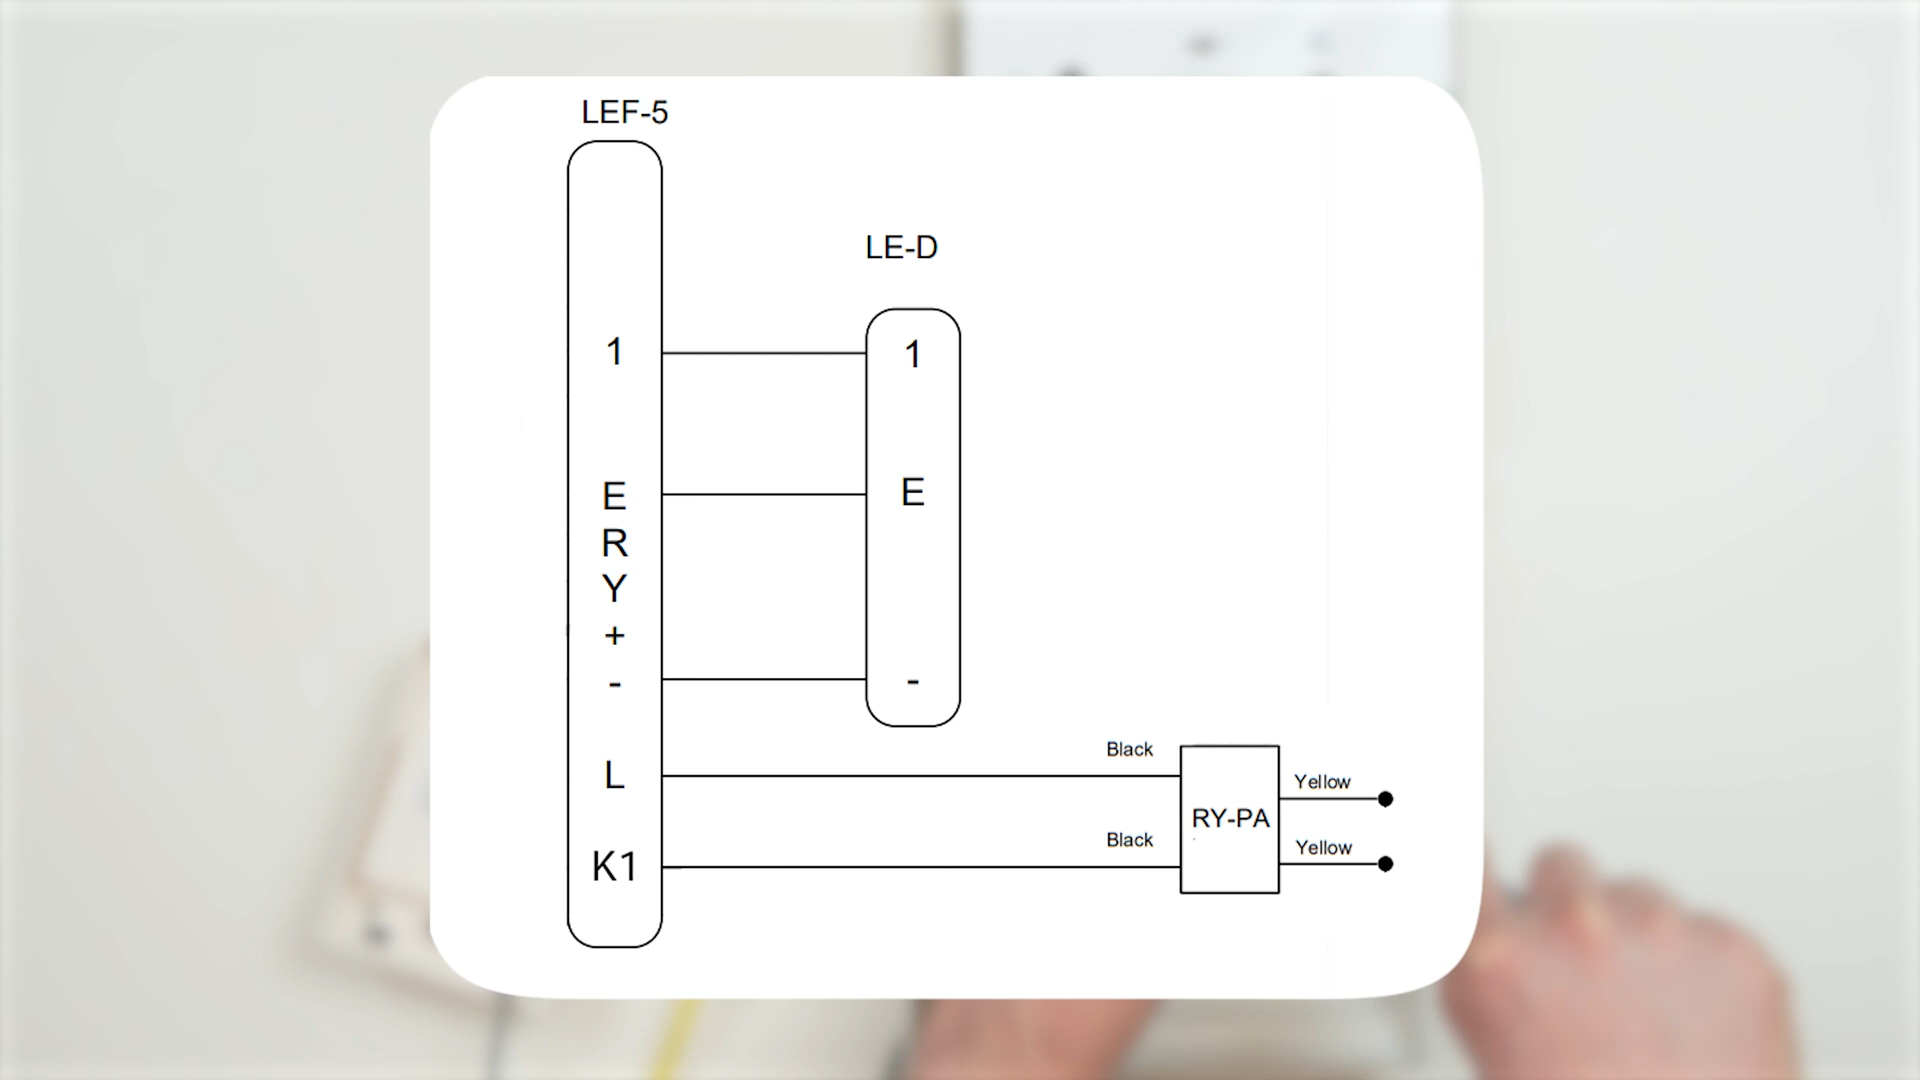 LEF-5
LE-D
1
1
E
E
R
Y
+
-
-
Black
L
Yellow
RY-PA
Black
Yellow
K1